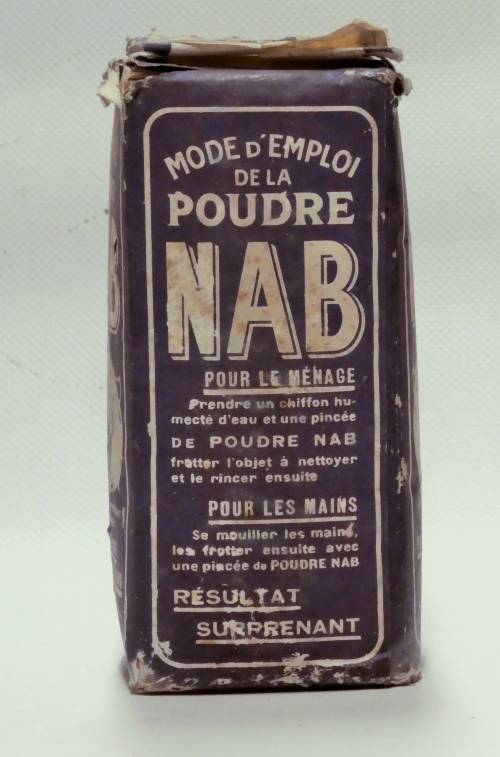 MODE D'EMPLOI
DE LA
POUDRE
NAB
POUR LE MÉNAGE
Prendre un chiffon hu-
mecté d'eau et une pincée
DE POUDRE NAB
frotter l'objet à nettoyer
et le rincer ensuite
POUR LES MAINS
Se mouiller les mains,
les frotter ensuite avec
une pincée de POUDRE NAB
RÉSULTAT
SURPRENANT